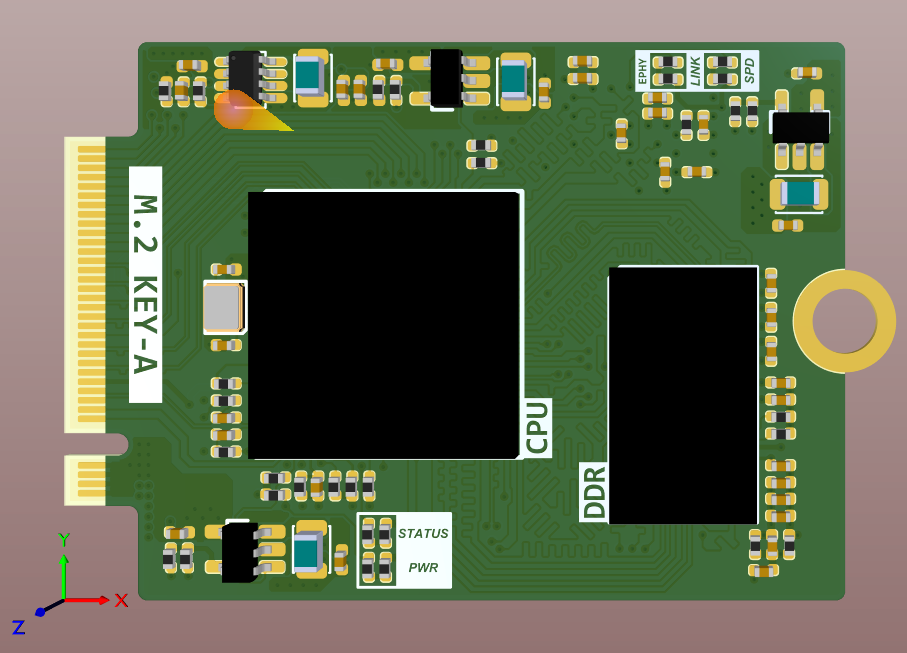 EPHY
LINK
SPD
M.2 KEY-A
CPU
DDR
STATUS
PWR
Y
X
Z